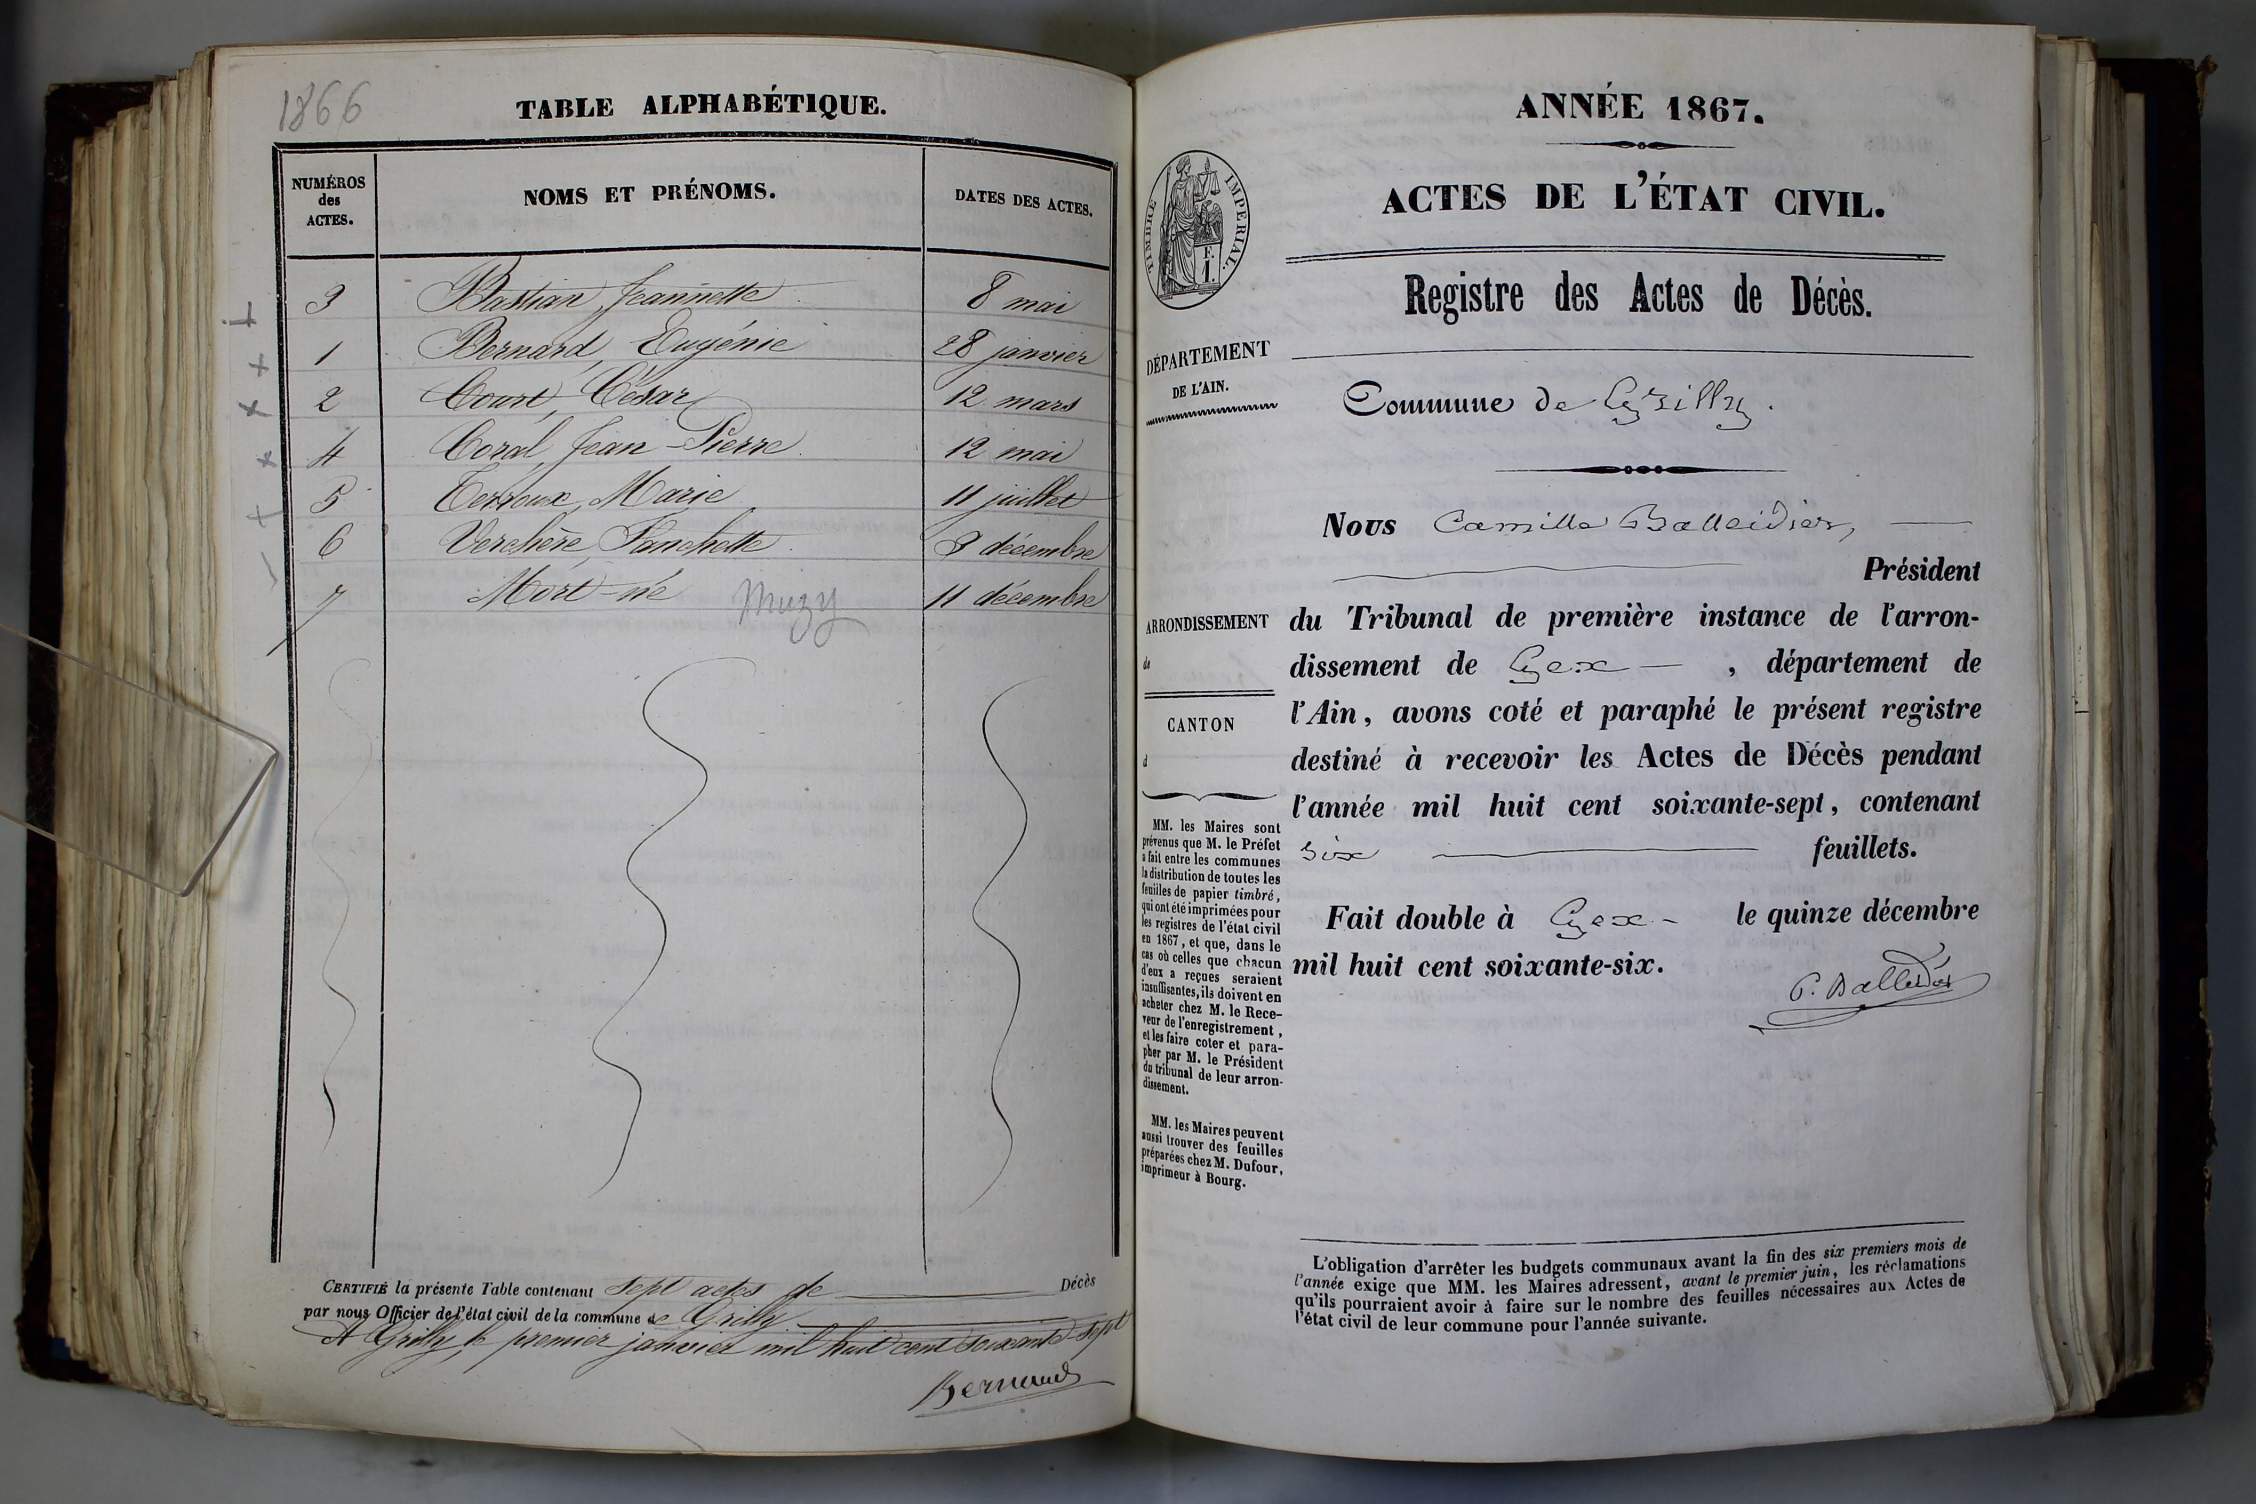 1866
TABLE ALPHABÉTIQUE.
NUMÉROS des ACTES. NOMS ET PRÉNOMS. DATES DES ACTES.
3 Bastian, Jeannette 8 mai
1 Bernard, Eugénie 28 janvier
2 Court, César 12 mars
4 Coral, Jean-Pierre 12 mai
5 Terroux, Marie 11 juillet
6 Verchère, Fanchette 3 décembre
7 Mort-né Muzy 11 décembre
CERTIFIÉ la présente Table contenant sept actes de Décès
par nous Officier de l'état civil de la commune de Grilly
A Grilly, le premier janvier mil huit cent soixante-sept
Bernard
ANNÉE 1867.
ACTES DE L'ÉTAT CIVIL.
TIMBRE IMPÉRIAL.
F.
1.
Registre des Actes de Décès.
DÉPARTEMENT
DE L'AIN.
Commune de Grilly.
Nous Camille Balleidier,
Président
ARRONDISSEMENT
de
CANTON
d
du Tribunal de première instance de l'arron-
dissement de Gex, département de
l'Ain, avons coté et paraphé le présent registre
destiné à recevoir les Actes de Décès pendant
l'année mil huit cent soixante-sept, contenant
six feuillets.
Fait double à Gex le quinze décembre
mil huit cent soixante-six.
C. Balleidier
MM. les Maires sont
prévenus que M. le Préfet
a fait entre les communes
la distribution de toutes les
feuilles de papier timbré,
qui ont été imprimées pour
les registres de l'état civil
en 1867, et que, dans le
cas où celles que chacun
d'eux a reçues seraient
insuffisantes, ils doivent en
acheter chez M. le Rece-
veur de l'enregistrement,
et les faire coter et para-
pher par M. le Président
du tribunal de leur arron-
dissement.
MM. les Maires peuvent
aussi trouver des feuilles
préparées chez M. Dufour,
imprimeur à Bourg.
L'obligation d'arrêter les budgets communaux avant la fin des six premiers mois de
l'année exige que MM. les Maires adressent, avant le premier juin, les réclamations
qu'ils pourraient avoir à faire sur le nombre des feuilles nécessaires aux Actes de
l'état civil de leur commune pour l'année suivante.